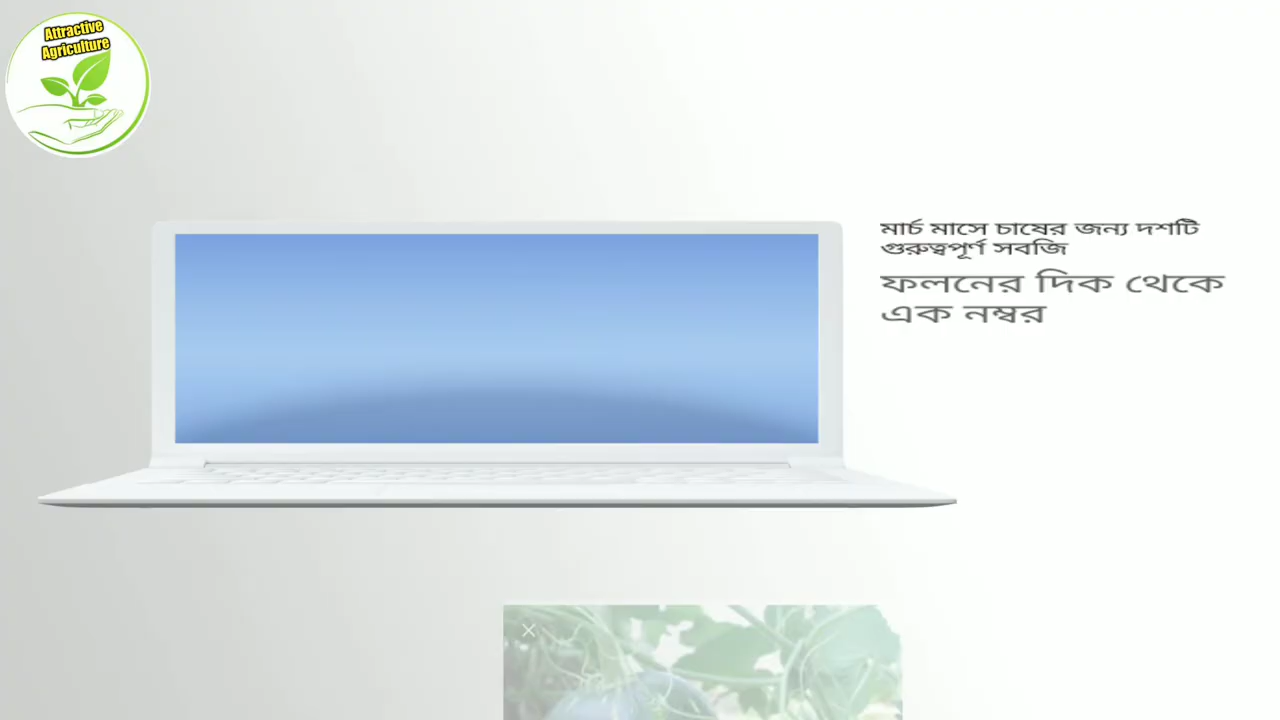 Attractive
Agriculture
মার্চ মাসে চাষের জন্য দশটি
গুরুত্বপূর্ণ সবজি
ফলনের দিক থেকে
এক নম্বর